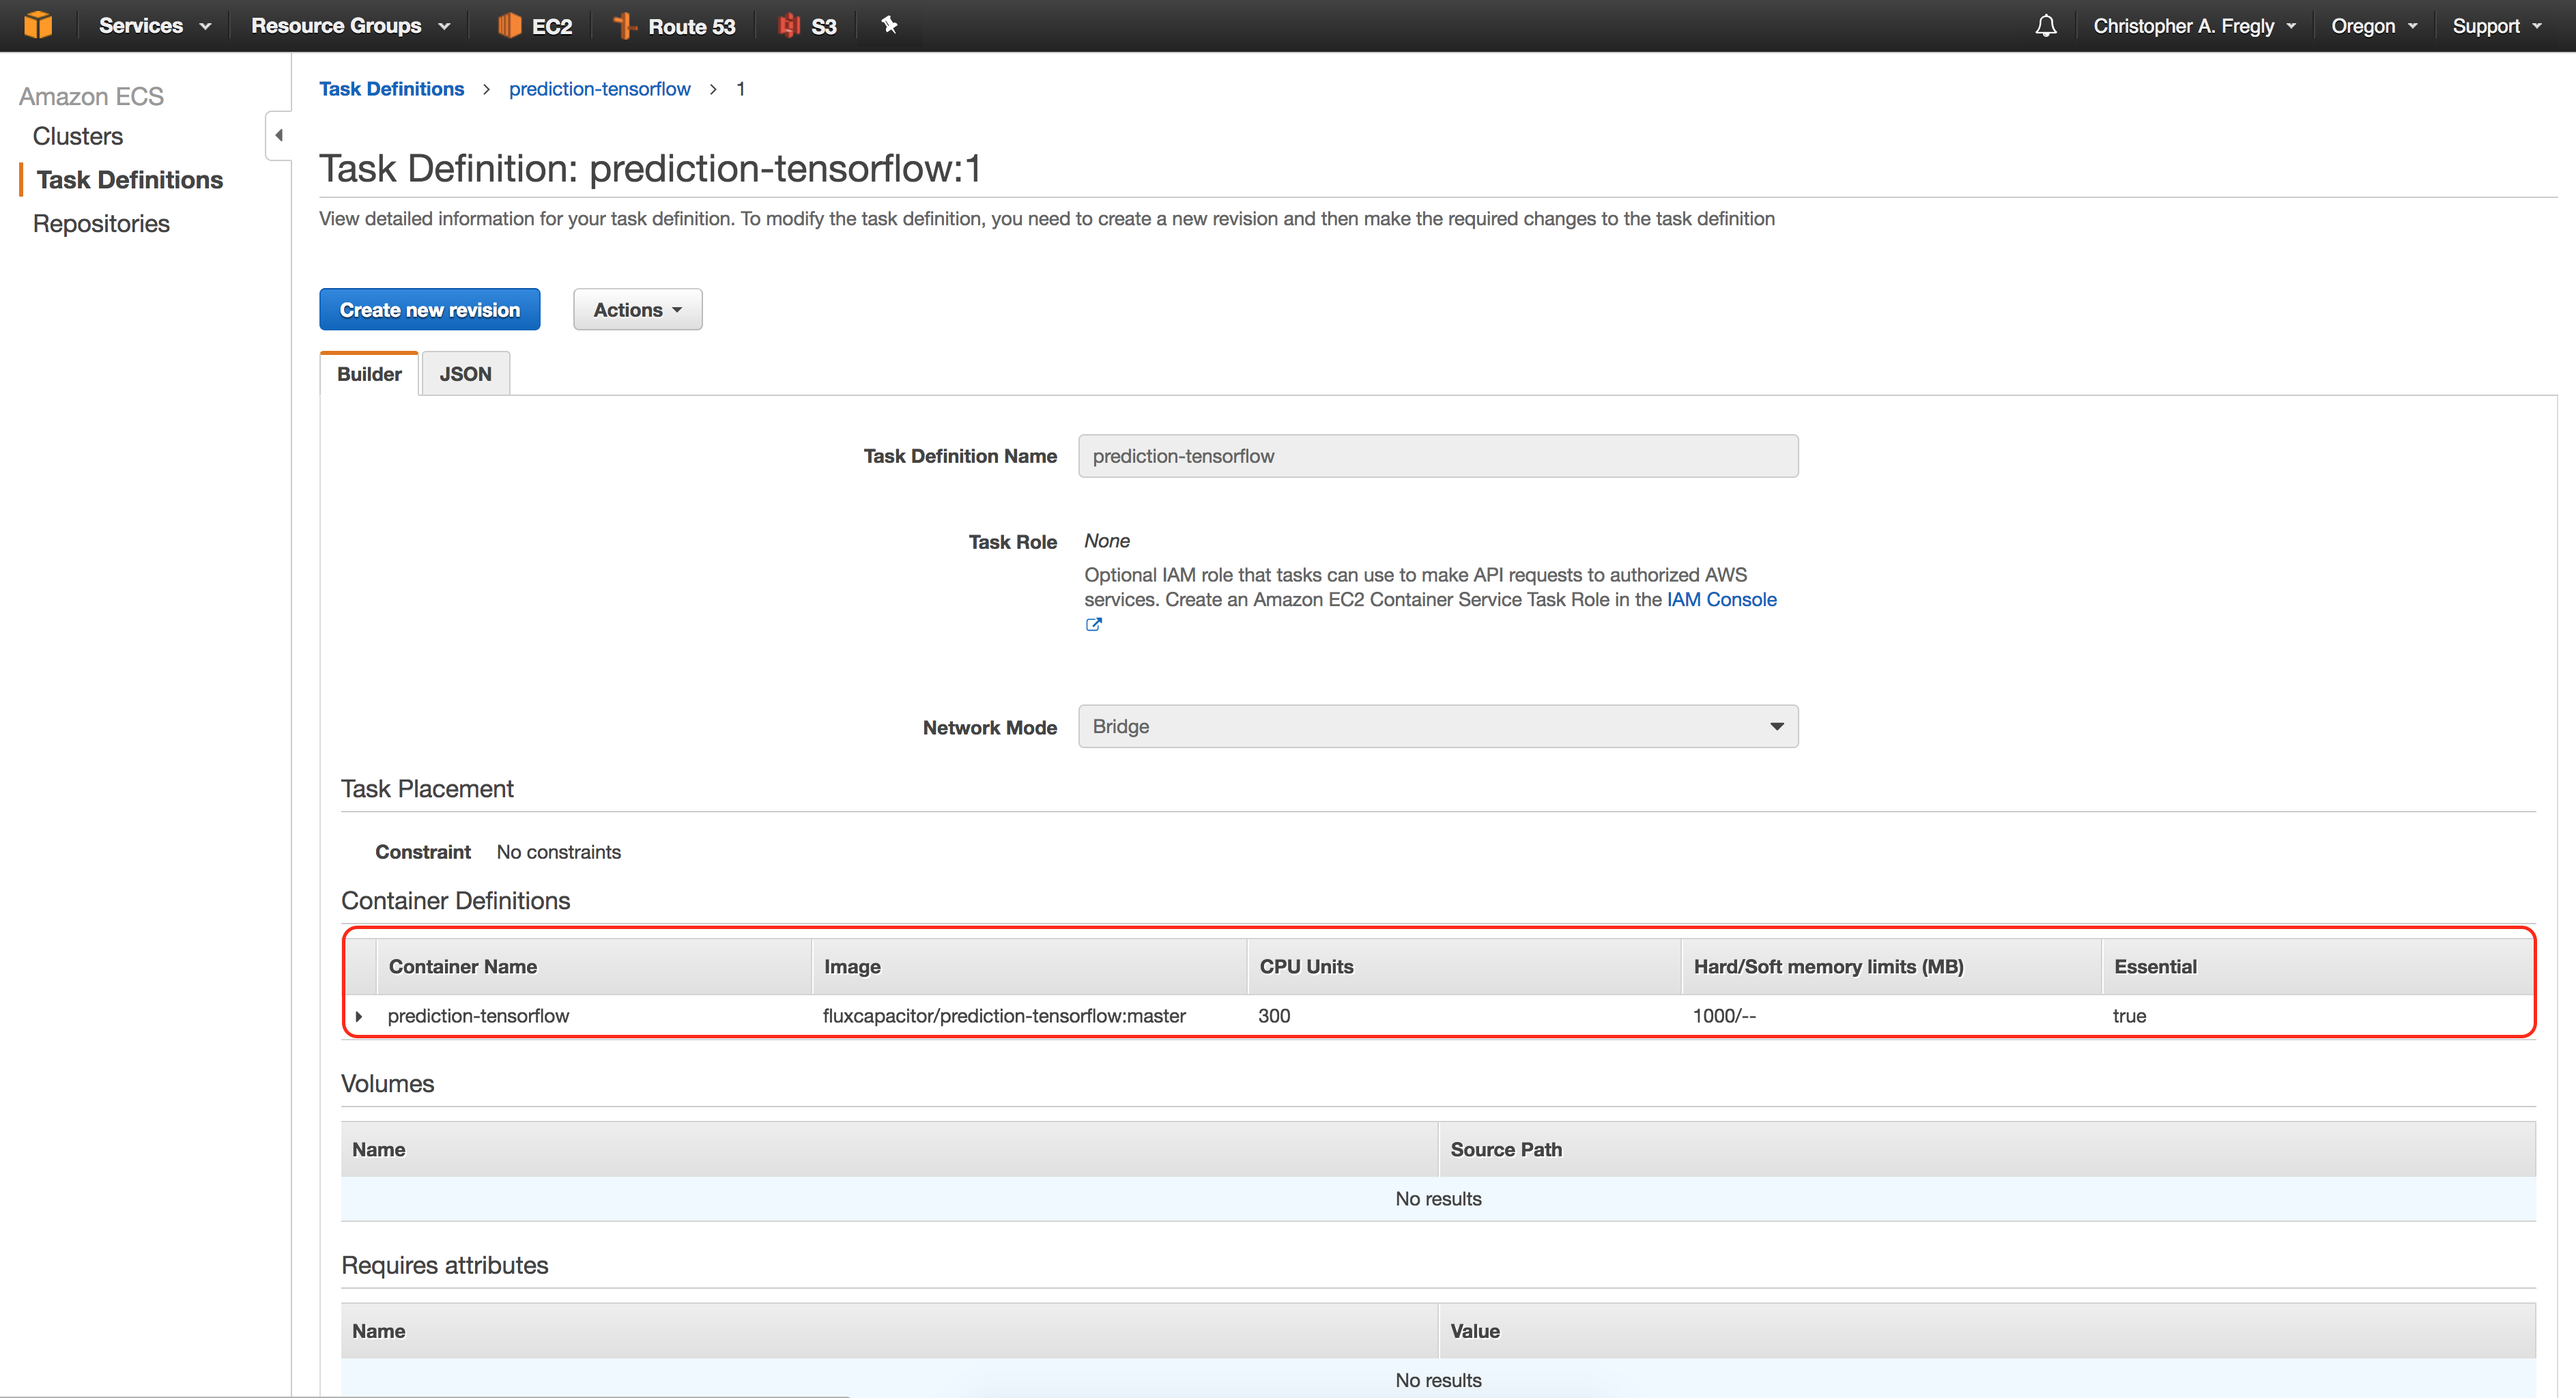 Services
Resource Groups
EC2
Route 53
S3
Christopher A. Fregly
Oregon
Support
Amazon ECS
Clusters
Task Definitions
Repositories
Task Definitions > prediction-tensorflow > 1
Task Definition: prediction-tensorflow:1
View detailed information for your task definition. To modify the task definition, you need to create a new revision and then make the required changes to the task definition
Create new revision
Actions
Builder
JSON
Task Definition Name
prediction-tensorflow
Task Role
None
Optional IAM role that tasks can use to make API requests to authorized AWS
services. Create an Amazon EC2 Container Service Task Role in the IAM Console
Network Mode
Bridge
Task Placement
Constraint No constraints
Container Definitions
Container Name Image CPU Units Hard/Soft memory limits (MB) Essential
prediction-tensorflow fluxcapacitor/prediction-tensorflow:master 300 1000/-- true
Volumes
Name Source Path
No results
Requires attributes
Name Value
No results